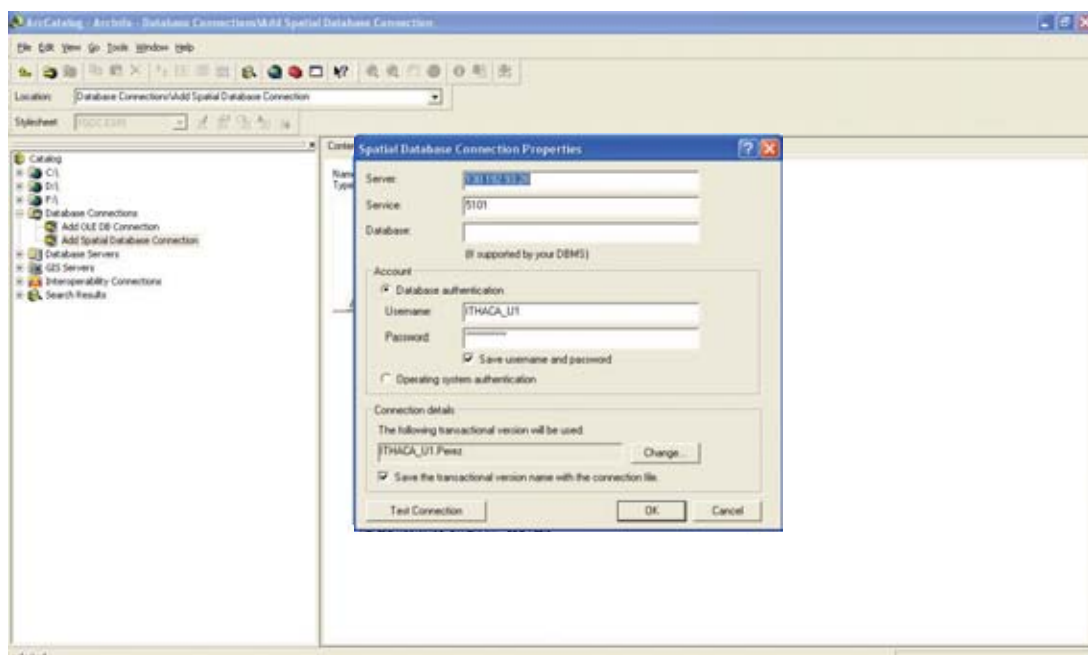 ArcCatalog - ArcInfo - Database Connections\Add Spatial Database Connection
File Edit View Go Tools Window Help
Location: Database Connections\Add Spatial Database Connection
Stylesheet:
Catalog
C:\
D:\
F:\
Database Connections
Add OLE DB Connection
Add Spatial Database Connection
Database Servers
GIS Servers
Interoperability Connections
Search Results
Spatial Database Connection Properties
Server:
Service: 5101
Database:
(If supported by your DBMS)
Account
Database authentication
Username: ITHACA_U1
Password:
Save username and password
Operating system authentication
Connection details
The following transactional version will be used:
ITHACA_U1.Perez Change...
Save the transactional version name with the connection file.
Test Connection OK Cancel